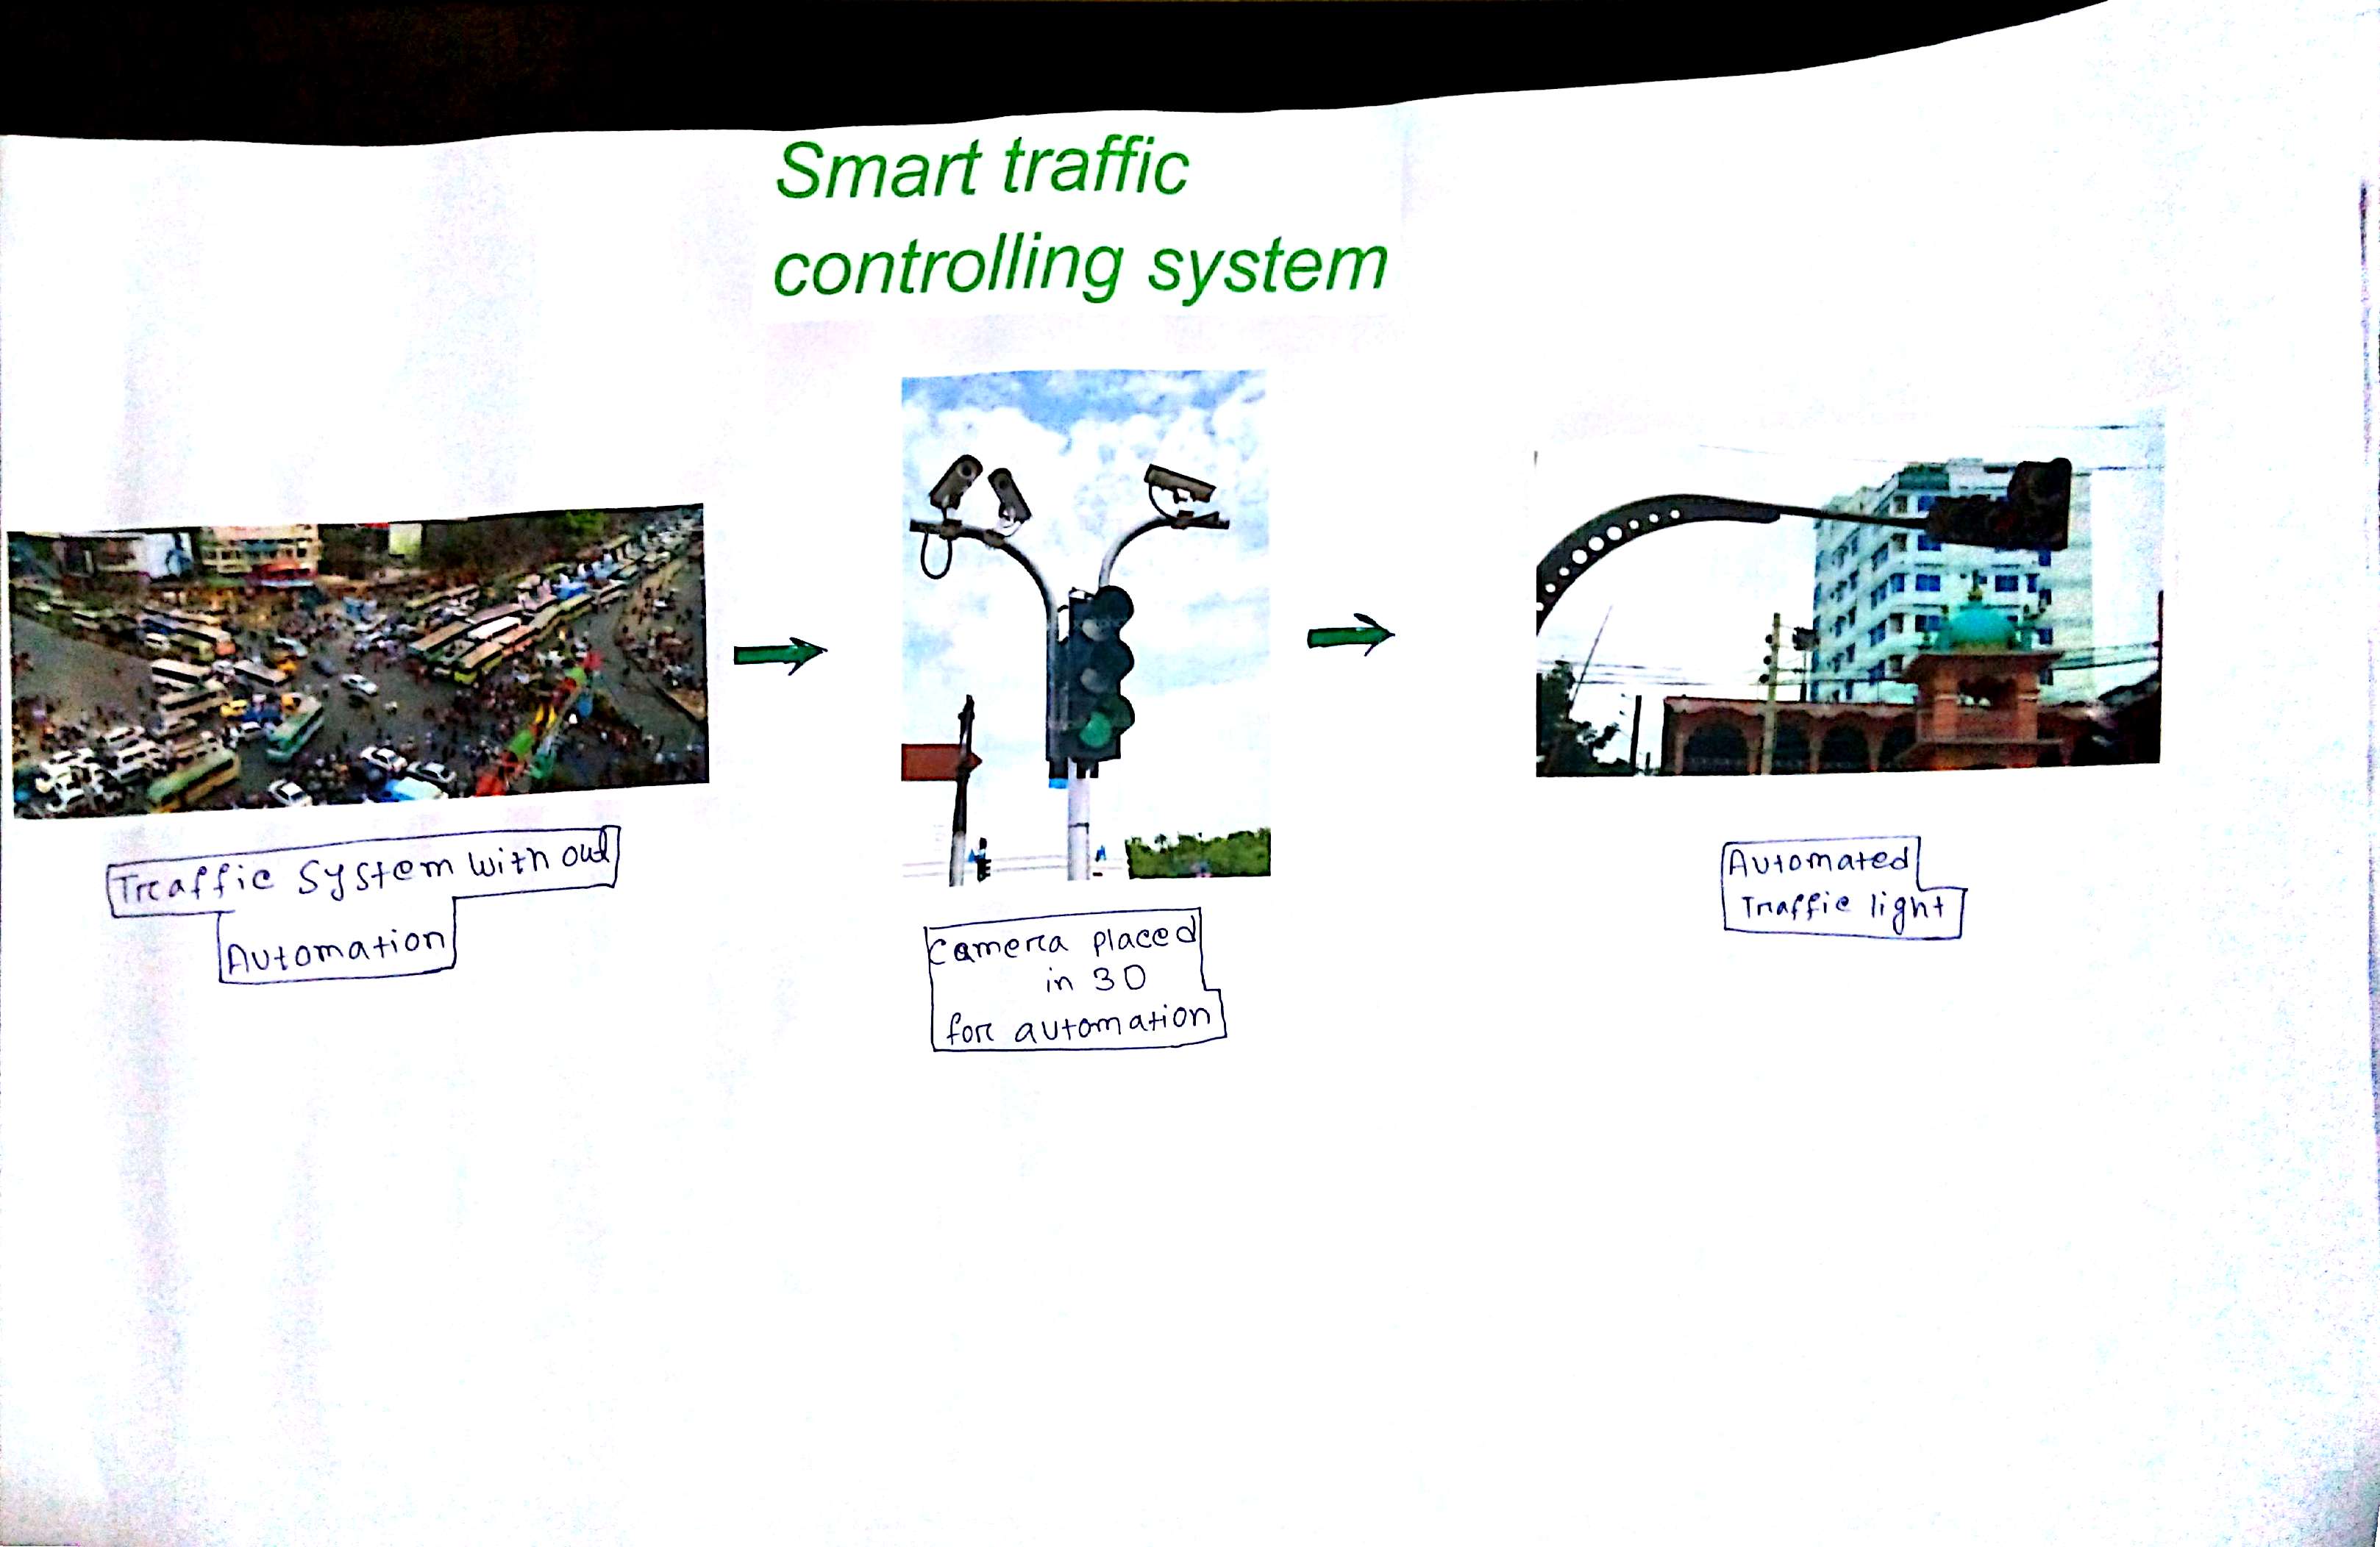 Smart traffic
controlling system
Traffic System with out
Automation
Camera placed
in 3D
for automation
Automated
Traffic light